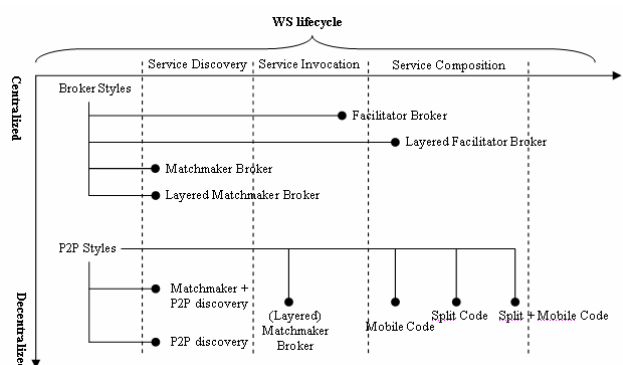 WS lifecycle
Service Discovery
Service Invocation
Service Composition
Centralized
Broker Styles
Facilitator Broker
Layered Facilitator Broker
Matchmaker Broker
Layered Matchmaker Broker
P2P Styles
Matchmaker +
P2P discovery
(Layered)
Matchmaker
Broker
Mobile Code
Split Code
Split + Mobile Code
P2P discovery
Decentralized